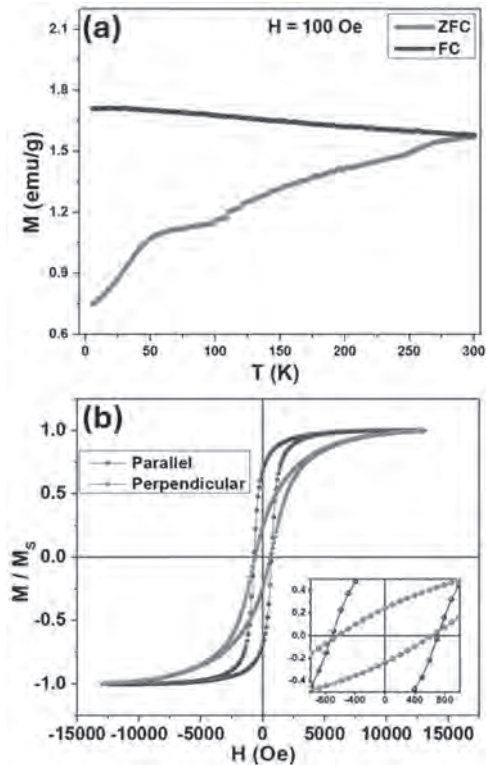 (a)
H = 100 Oe
ZFC
FC
2.1
1.8
1.5
1.2
0.9
0.6
M (emu/g)
0 50 100 150 200 250 300
T (K)
(b)
Parallel
Perpendicular
1.0
0.5
0.0
-0.5
-1.0
M / M_S
0.4
0.2
0.0
-0.2
-0.4
-800 -400 0 400 800
-15000 -10000 -5000 0 5000 10000 15000
H (Oe)